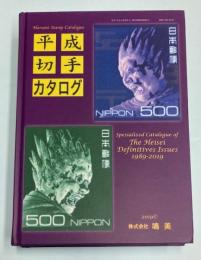 Harumi Stamp Catalogue
平成
切手
カタログ
日本郵便
NIPPON 500
日本郵便
500 NIPPON
Specialized Catalogue of
The Heisei
Definitives Issues
1989-2019
株式会社 鳴美